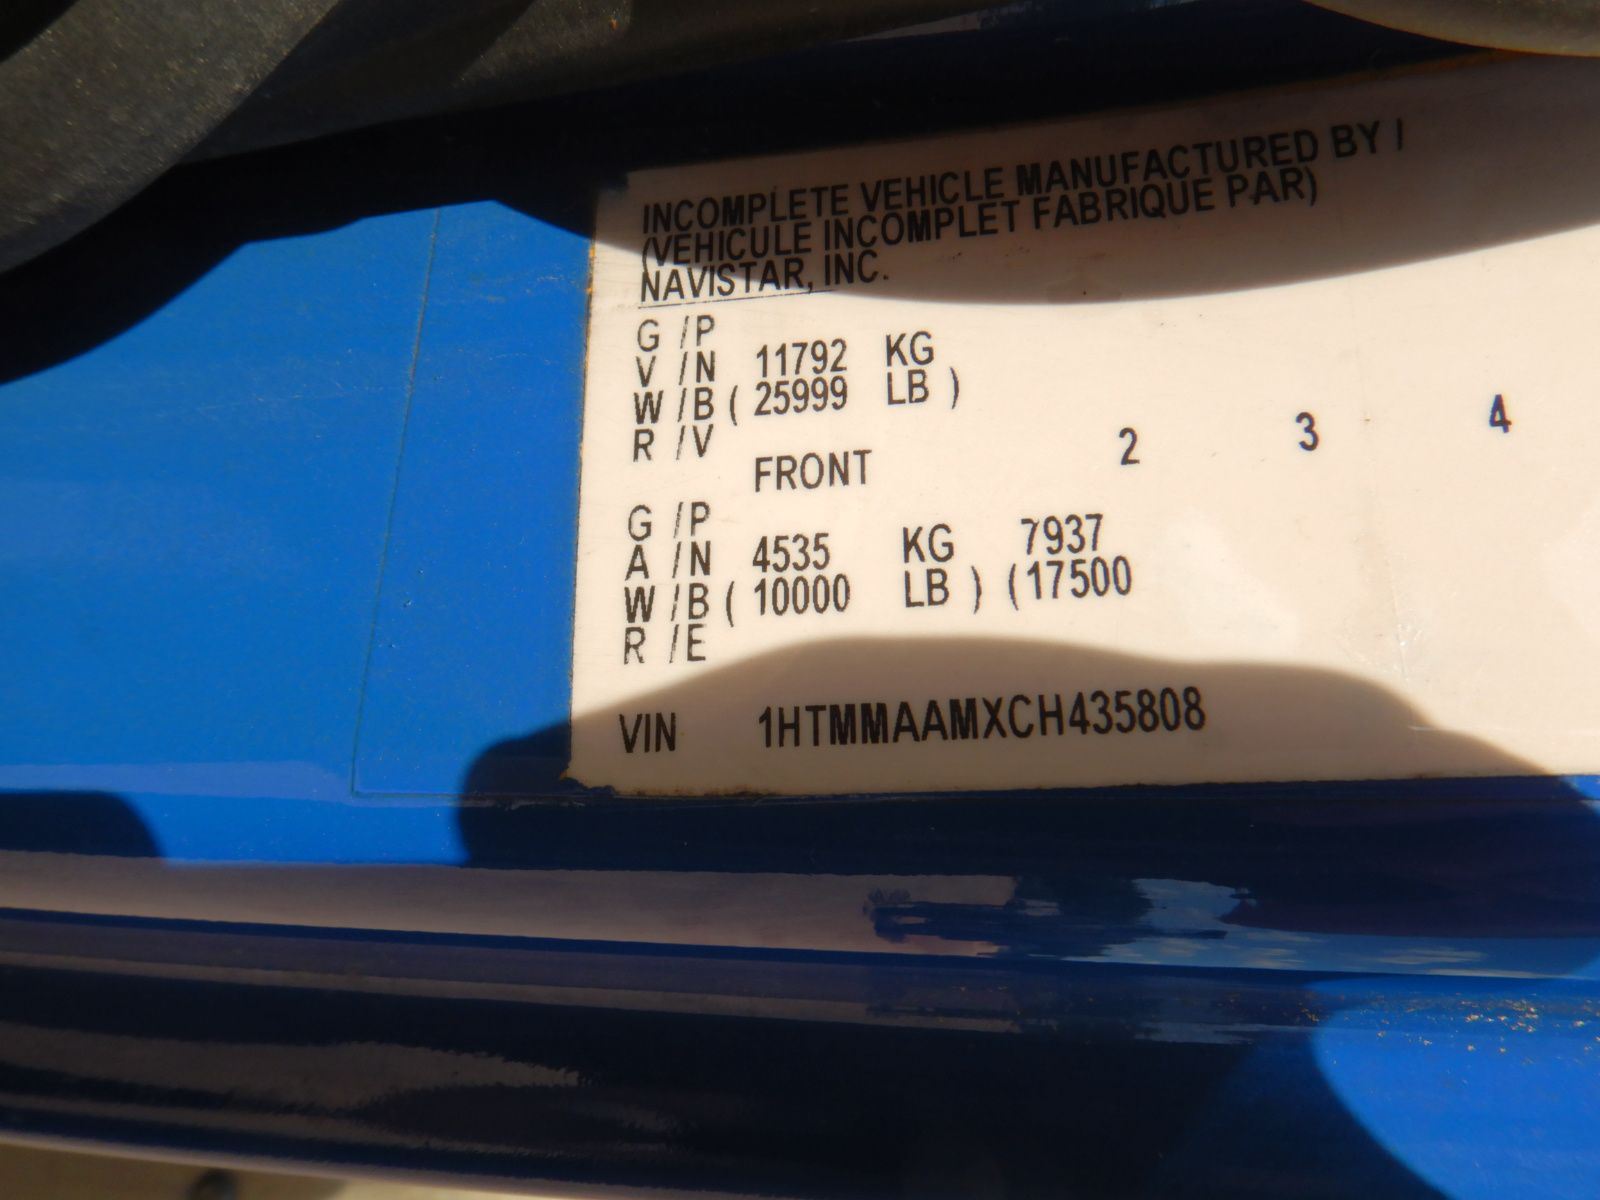 INCOMPLETE VEHICLE MANUFACTURED BY /
(VEHICULE INCOMPLET FABRIQUE PAR)
NAVISTAR, INC.
G /P
V /N 11792 KG
W /B ( 25999 LB )
R /V
FRONT 2 3 4
G /P
A /N 4535 KG 7937
W /B ( 10000 LB ) (17500
R /E
VIN 1HTMMAAMXCH435808